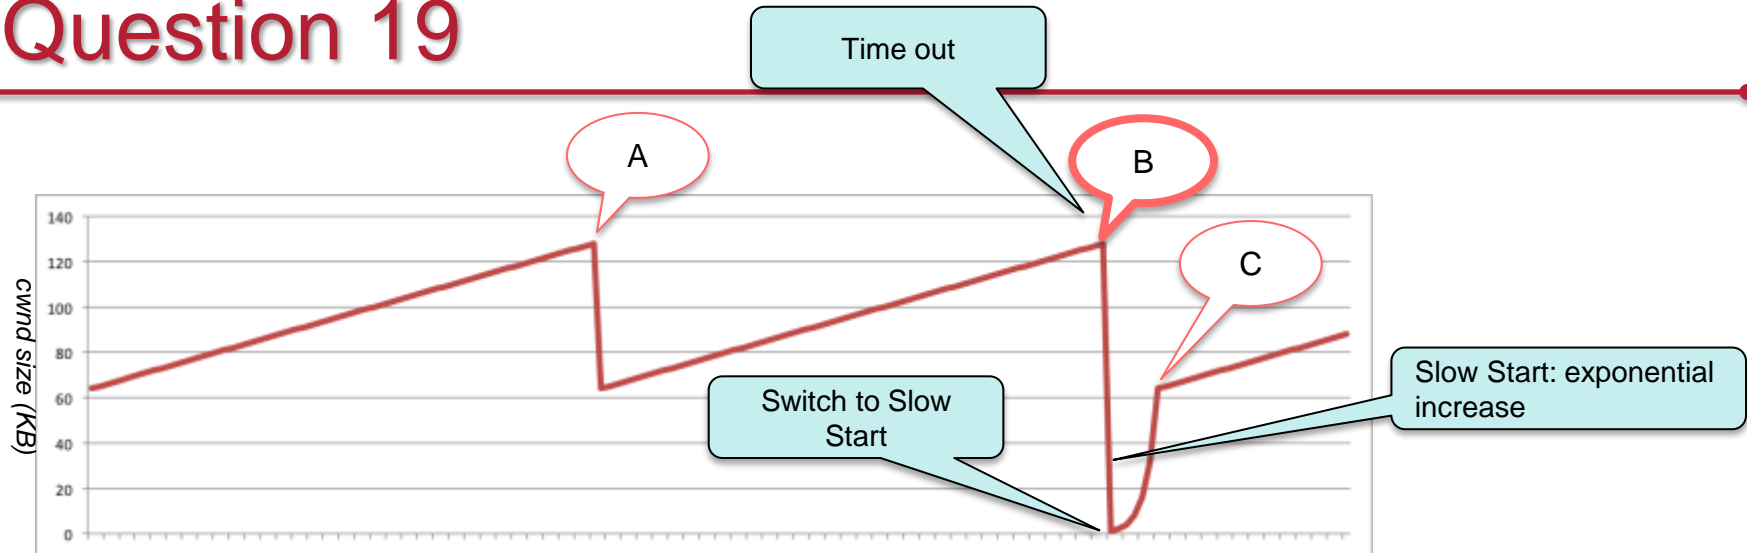 Question 19
Time out
A
B
C
140
120
100
80
60
40
20
0
cwnd size (KB)
Switch to Slow
Start
Slow Start: exponential
increase